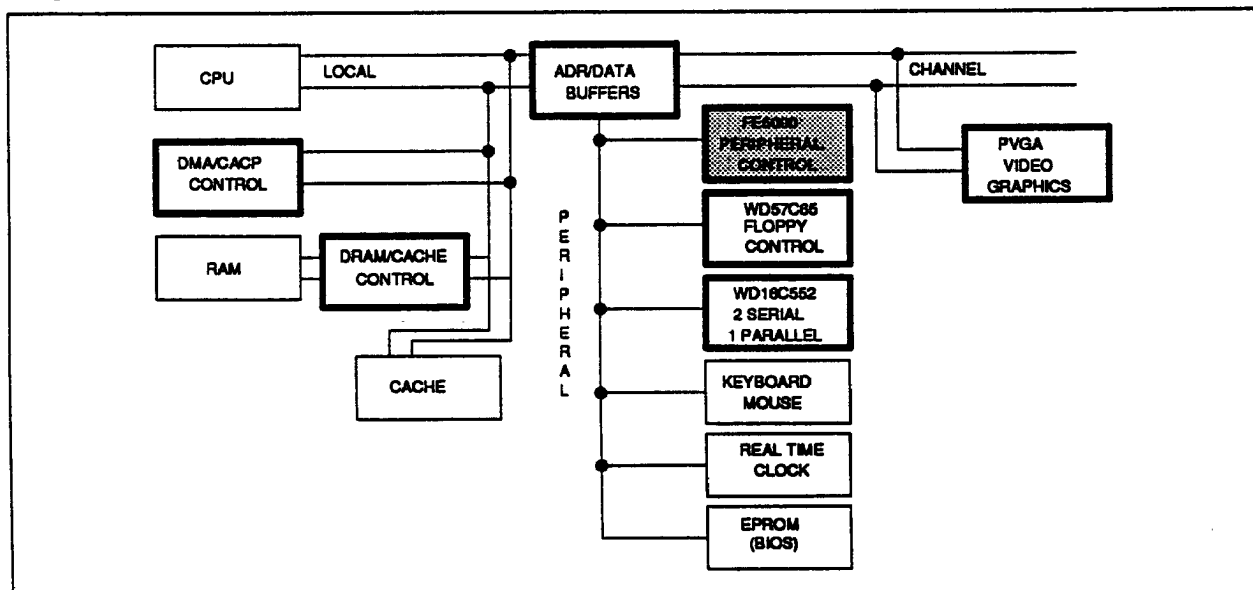 CPU
LOCAL
ADR/DATA
BUFFERS
CHANNEL
DMA/CACP
CONTROL
PERIPHERAL
CONTROL
PVGA
VIDEO
GRAPHICS
WD57C65
FLOPPY
CONTROL
RAM
DRAM/CACHE
CONTROL
PERIPHERAL
WD16C552
2 SERIAL
1 PARALLEL
CACHE
KEYBOARD
MOUSE
REAL TIME
CLOCK
EPROM
(BIOS)